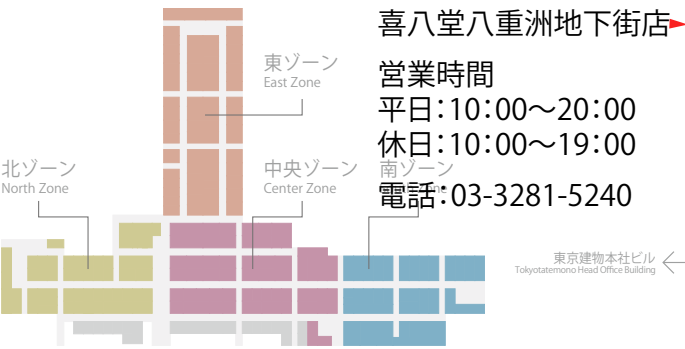 喜八堂八重洲地下街店
営業時間
平日：10：00～20：00
休日：10：00～19：00
電話：03-3281-5240
東ゾーン
East Zone
北ゾーン
North Zone
中央ゾーン
Center Zone
南ゾーン
東京建物本社ビル
Tokyotatemono Head Office Building